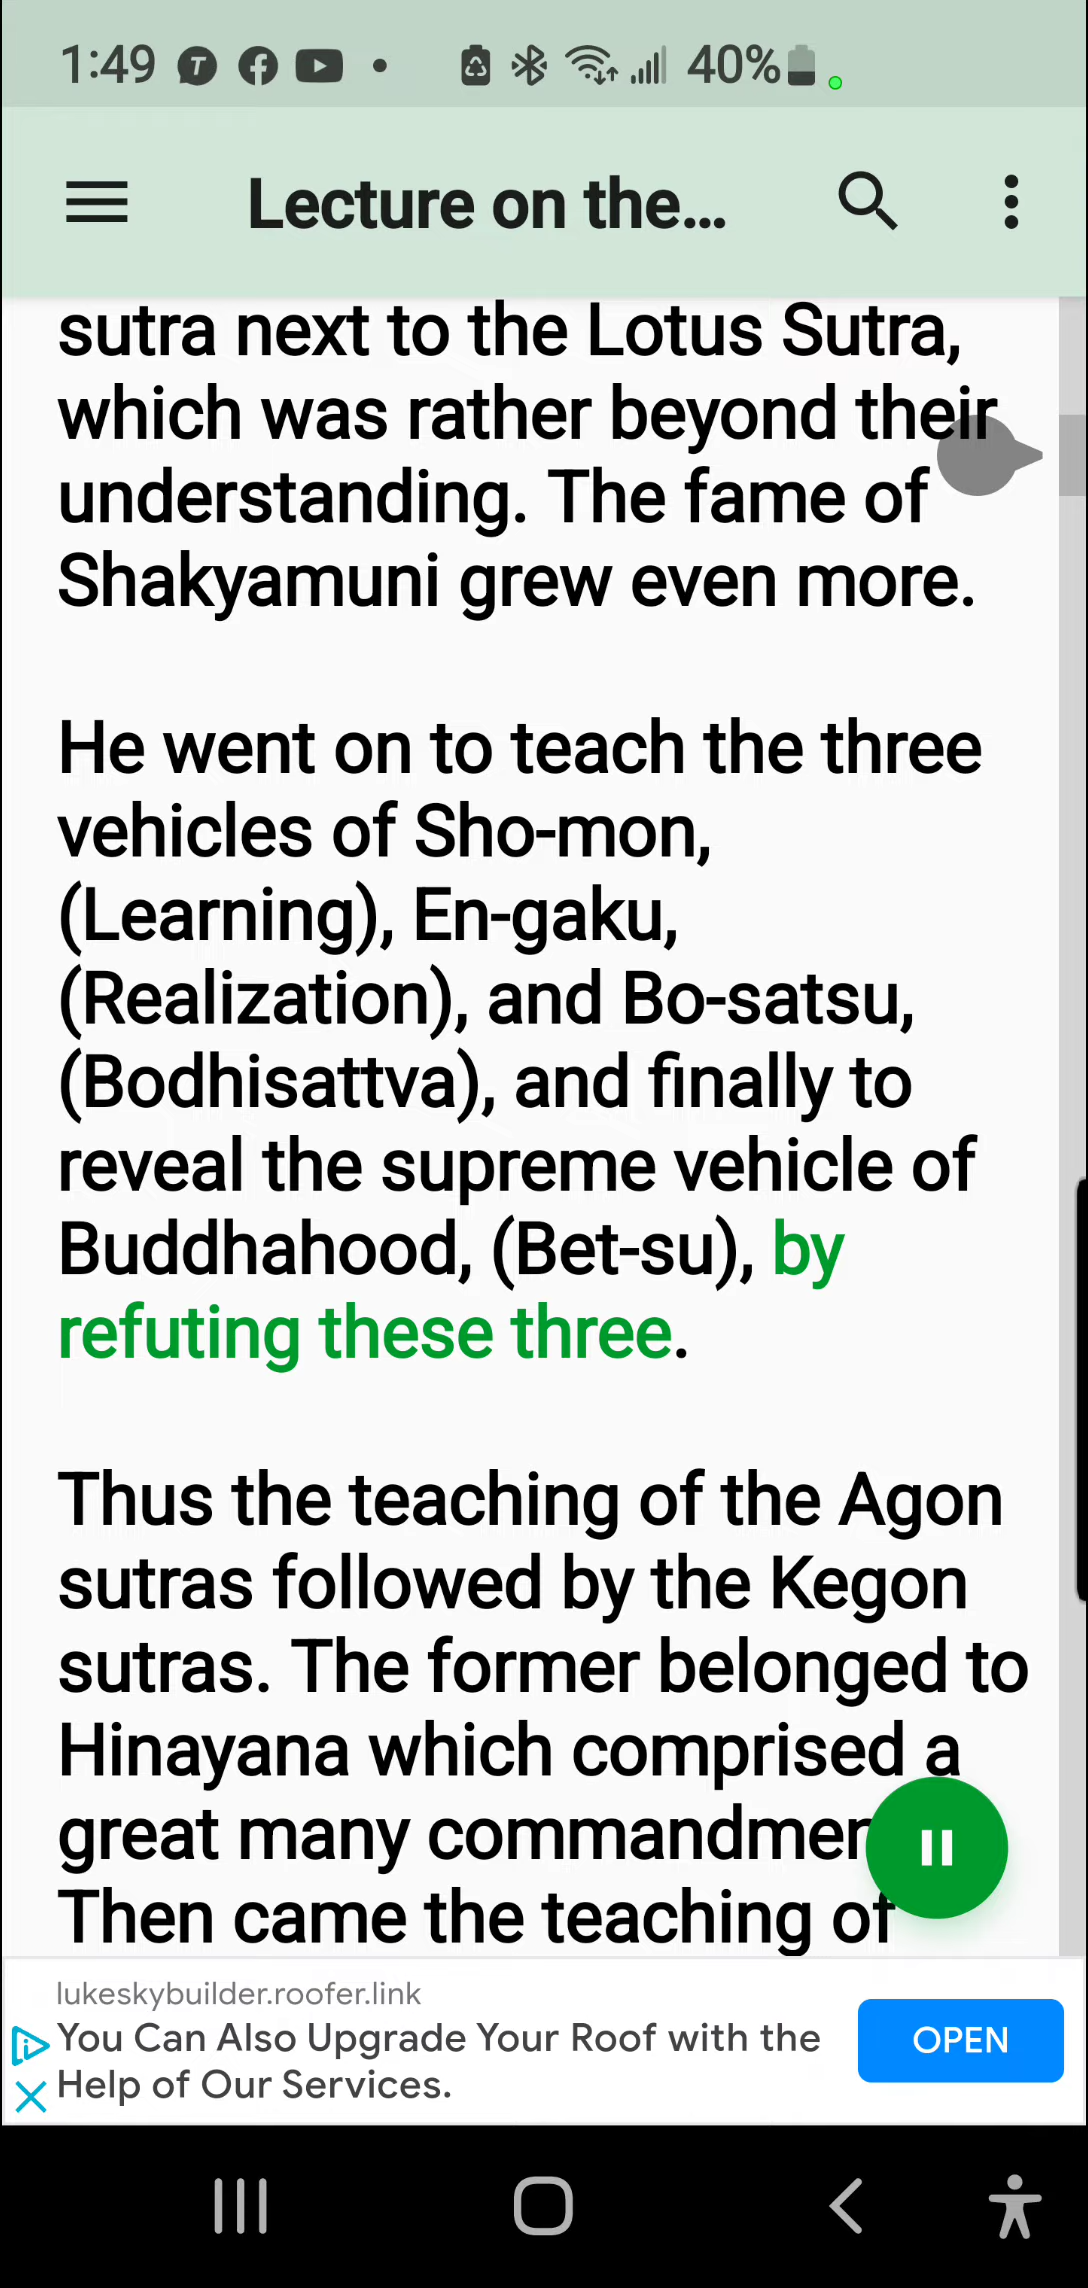 1:49 40%
Lecture on the...
sutra next to the Lotus Sutra,
which was rather beyond their
understanding. The fame of
Shakyamuni grew even more.
He went on to teach the three
vehicles of Sho-mon,
(Learning), En-gaku,
(Realization), and Bo-satsu,
(Bodhisattva), and finally to
reveal the supreme vehicle of
Buddhahood, (Bet-su), by
refuting these three.
Thus the teaching of the Agon
sutras followed by the Kegon
sutras. The former belonged to
Hinayana which comprised a
great many
Then came the teaching of
lukeskybuilder.roofer.link
You Can Also Upgrade Your Roof with the
Help of Our Services.
OPEN